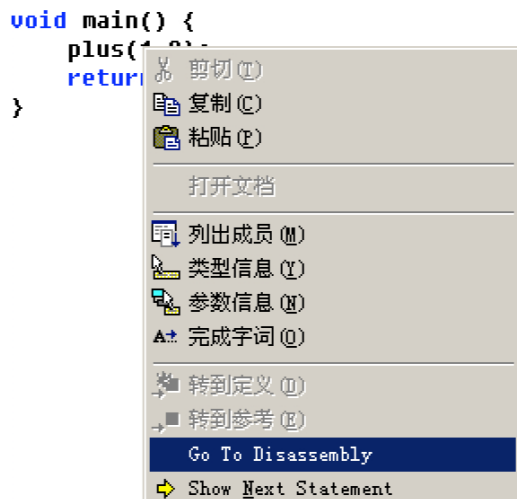 void main() {
plus(1
retur
}
剪切(T)
复制(C)
粘贴(P)
打开文档
列出成员(M)
类型信息(Y)
参数信息(N)
A 完成字词(O)
转到定义(D)
转到参考(E)
Go To Disassembly
Show Next Statement